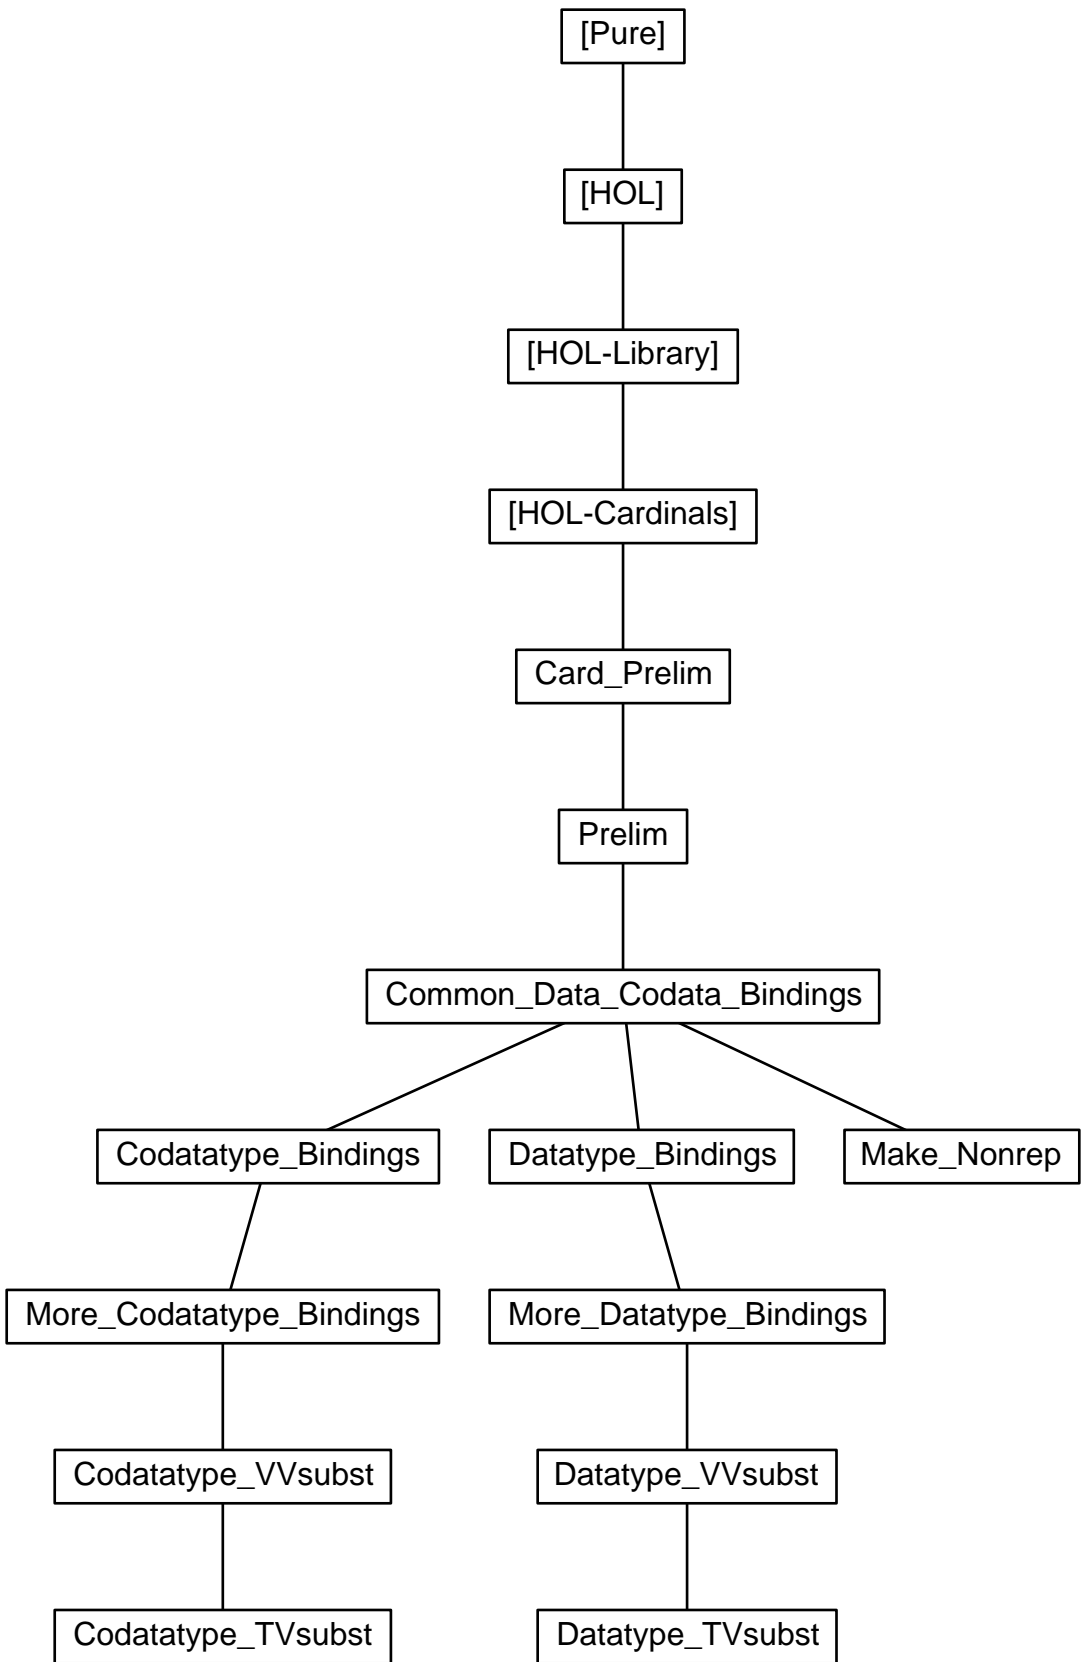 [Pure]
[HOL]
[HOL-Library]
[HOL-Cardinals]
Card_Prelim
Prelim
Common_Data_Codata_Bindings
Codatatype_Bindings
Datatype_Bindings
Make_Nonrep
More_Codatatype_Bindings
More_Datatype_Bindings
Codatatype_VVsubst
Datatype_VVsubst
Codatatype_TVsubst
Datatype_TVsubst